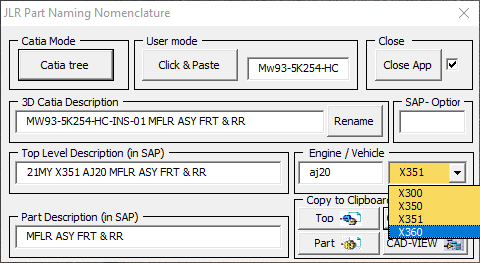 JLR Part Naming Nomenclature
Catia Mode
User mode
Close
Catia tree
Click & Paste
Mw93-5K254-HC
Close App
3D Catia Description
SAP- Option
MW93-5K254-HC-INS-01 MFLR ASY FRT & RR
Rename
Top Level Description (in SAP)
Engine / Vehicle
21MY X351 AJ20 MFLR ASY FRT & RR
aj20
X351
X300
X350
X351
X360
Copy to Clipboard
Top
Part Description (in SAP)
MFLR ASY FRT & RR
Part
CAD-VIEW